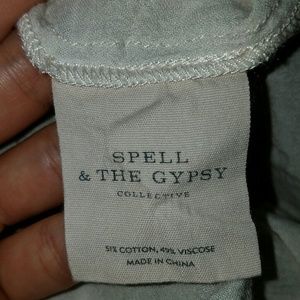 SPELL
& THE GYPSY
COLLECTIVE
51% COTTON, 49% VISCOSE
MADE IN CHINA